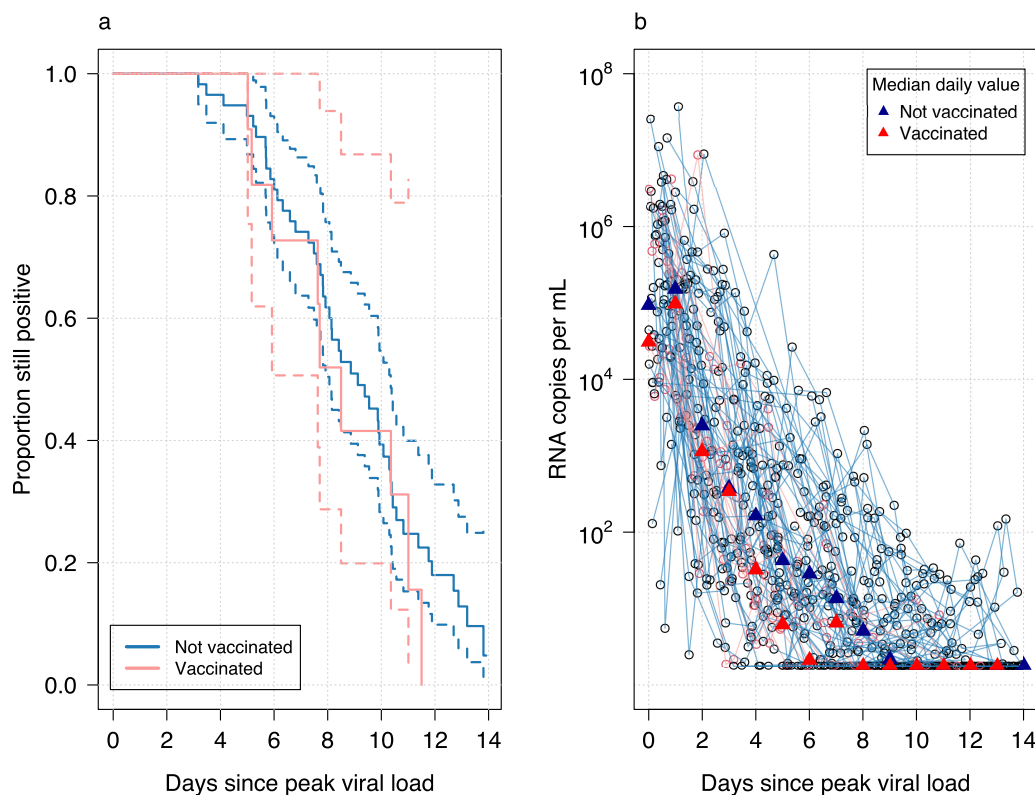 a
Proportion still positive
1.0
0.8
0.6
0.4
0.2
0.0
Not vaccinated
Vaccinated
0 2 4 6 8 10 12 14
Days since peak viral load
b
RNA copies per mL
10^8
10^6
10^4
10^2
Median daily value
Not vaccinated
Vaccinated
0 2 4 6 8 10 12 14
Days since peak viral load